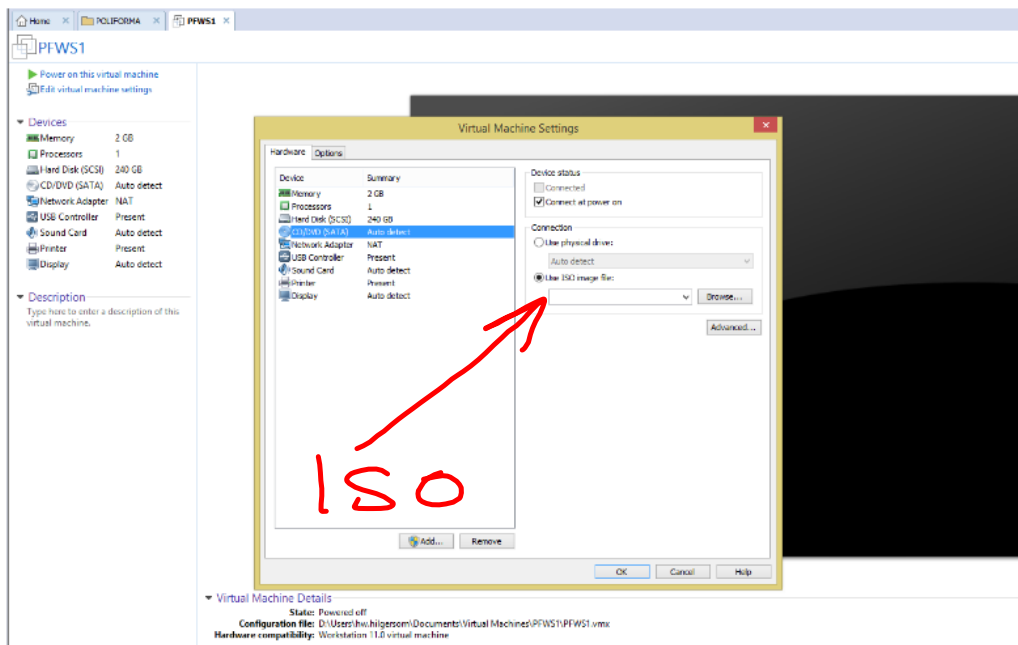 Home × POLIFORMA × PFWS1 ×
PFWS1
Power on this virtual machine
Edit virtual machine settings
Devices
Memory 2 GB
Processors 1
Hard Disk (SCSI) 240 GB
CD/DVD (SATA) Auto detect
Network Adapter NAT
USB Controller Present
Sound Card Auto detect
Printer Present
Display Auto detect
Description
Type here to enter a description of this
virtual machine.
Virtual Machine Settings
Hardware Options
Device Summary
Memory 2 GB
Processors 1
Hard Disk (SCSI) 240 GB
CD/DVD (SATA) Auto detect
Network Adapter NAT
USB Controller Present
Sound Card Auto detect
Printer Present
Display Auto detect
Add... Remove
Device status
Connected
Connect at power on
Connection
Use physical drive:
Auto detect
Use ISO image file:
Browse...
Advanced...
ISO
OK Cancel Help
Virtual Machine Details
State: Powered off
Configuration file: D:\Users\hw.hilgersom\Documents\Virtual Machines\PFWS1\PFWS1.vmx
Hardware compatibility: Workstation 11.0 virtual machine